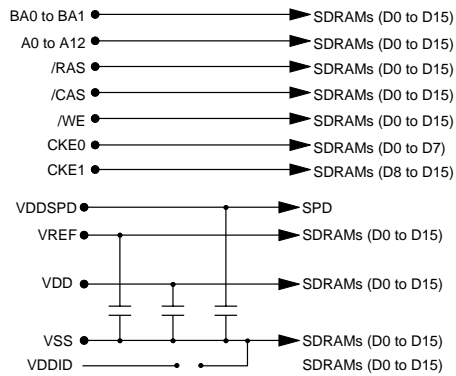 BA0 to BA1 SDRAMs (D0 to D15)
A0 to A12 SDRAMs (D0 to D15)
/RAS SDRAMs (D0 to D15)
/CAS SDRAMs (D0 to D15)
/WE SDRAMs (D0 to D15)
CKE0 SDRAMs (D0 to D7)
CKE1 SDRAMs (D8 to D15)
VDDSPD SPD
VREF SDRAMs (D0 to D15)
VDD SDRAMs (D0 to D15)
VSS SDRAMs (D0 to D15)
VDDID SDRAMs (D0 to D15)